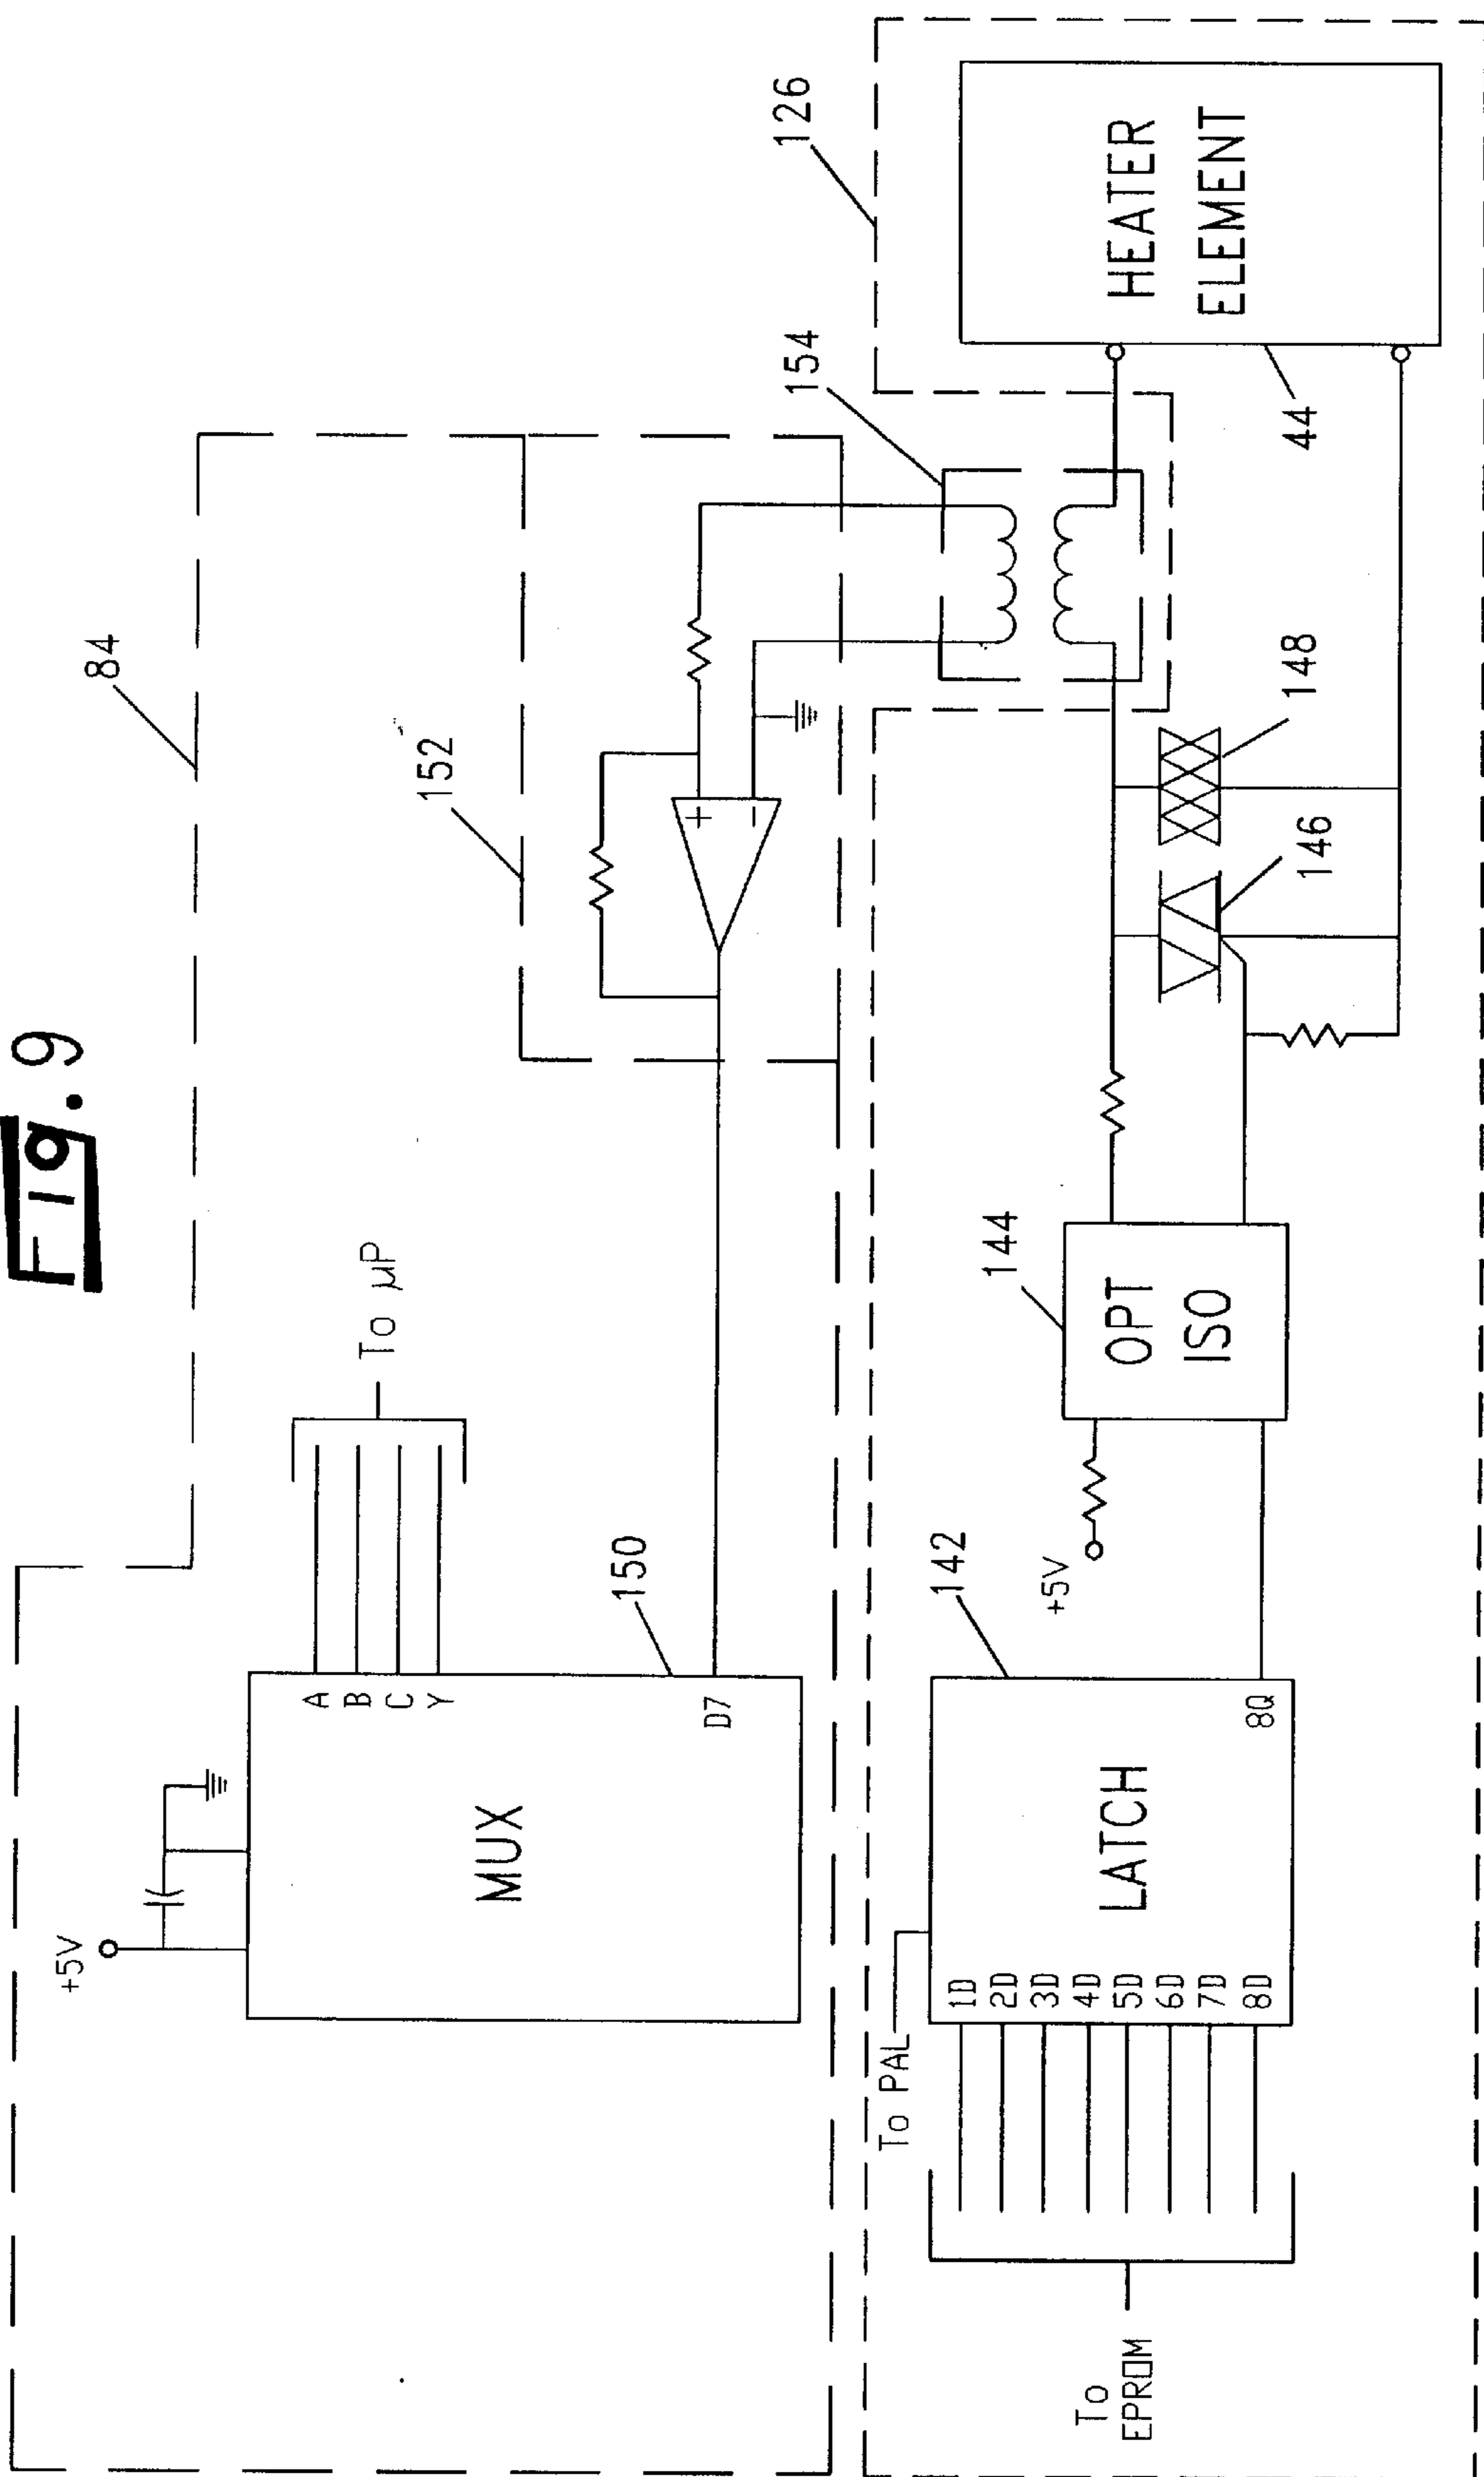 Fig. 9
84
+5V
MUX
A
B
C
Y
To µP
D7
150
152
+
-
154
126
HEATER
ELEMENT
44
148
146
144
OPT
ISO
+5V
142
To PAL
LATCH
1D
2D
3D
4D
5D
6D
7D
8D
8Q
To
EPROM